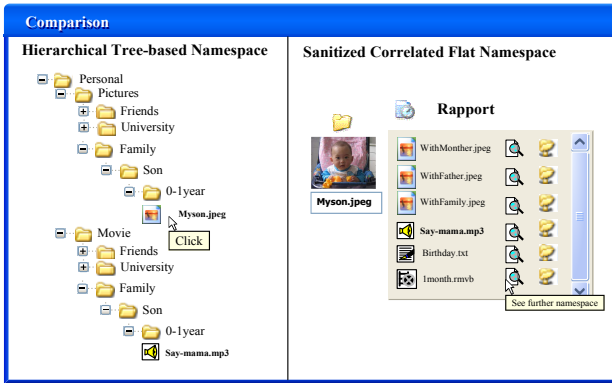 Comparison
Hierarchical Tree-based Namespace
Personal
Pictures
Friends
University
Family
Son
0-1year
Myson.jpeg
Click
Movie
Friends
University
Family
Son
0-1year
Say-mama.mp3
Sanitized Correlated Flat Namespace
Rapport
Myson.jpeg
WithMonther.jpeg
WithFather.jpeg
WithFamily.jpeg
Say-mama.mp3
Birthday.txt
1month.rmvb
See further namespace